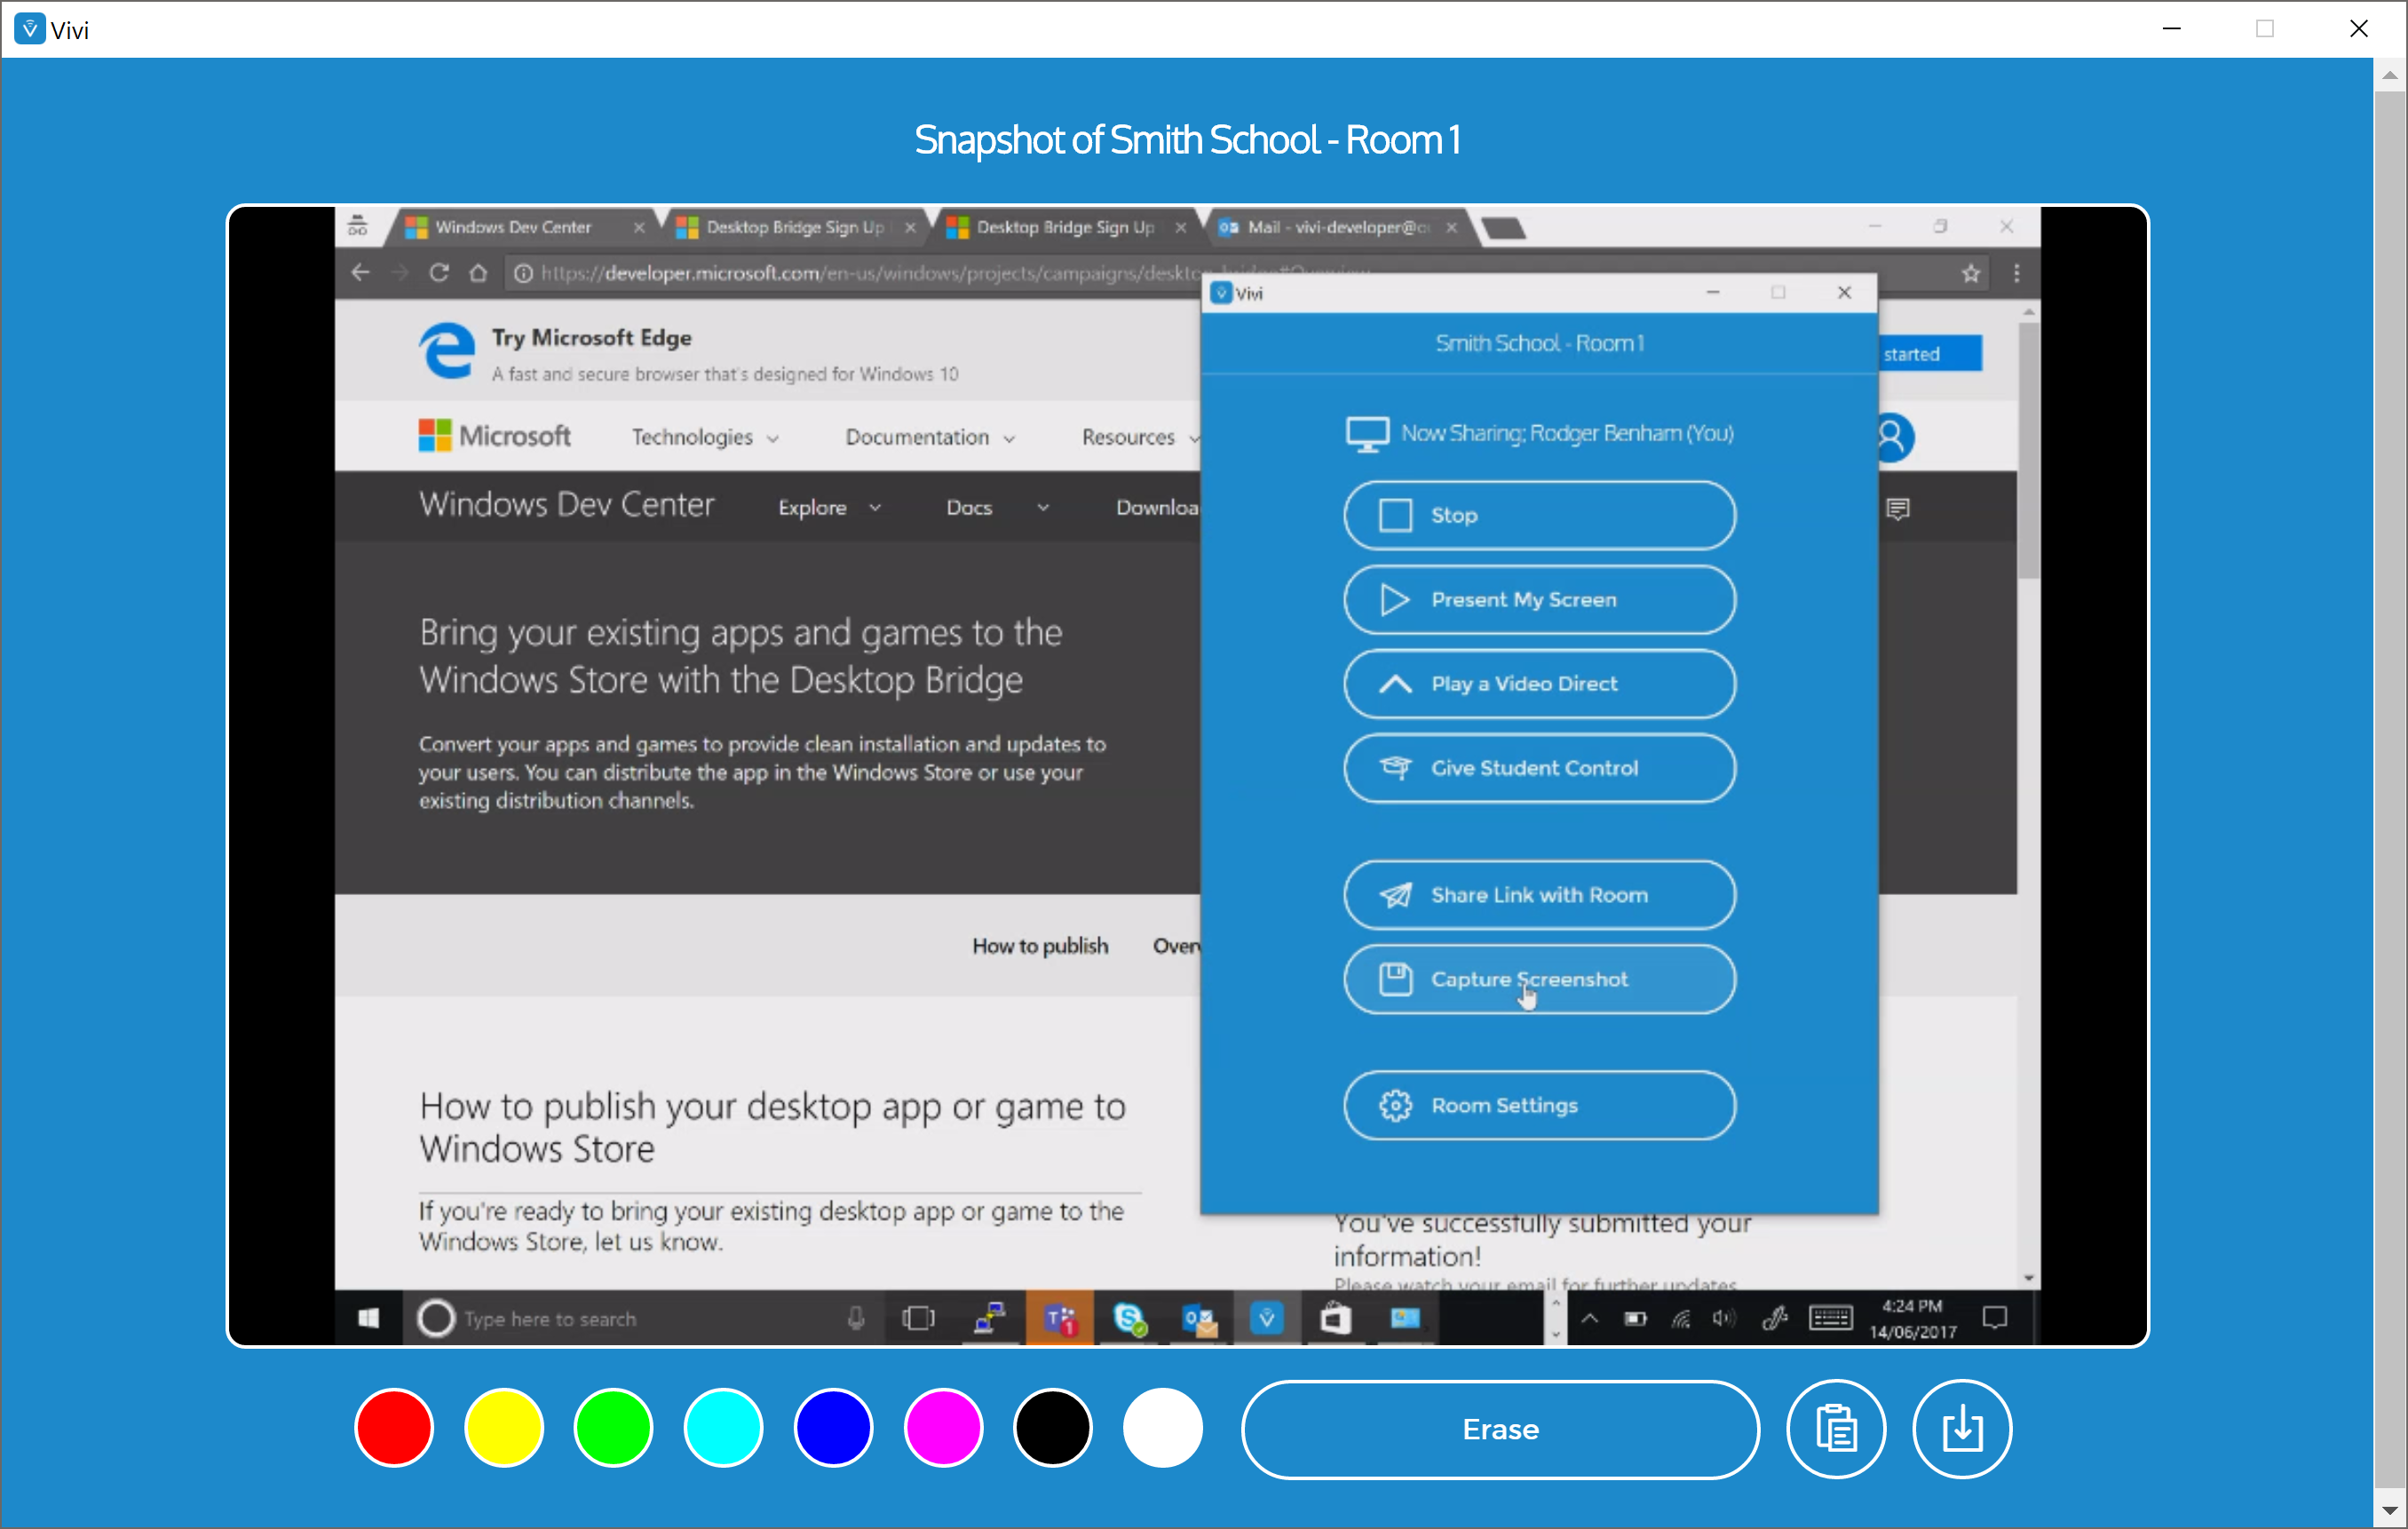 Vivi
Snapshot of Smith School - Room 1
Windows Dev Center
Desktop Bridge Sign Up
Desktop Bridge Sign Up
Mail - vivi-developer@o
https://developer.microsoft.com/en-us/windows/projects/campaigns/deskto
Vivi
Try Microsoft Edge
A fast and secure browser that's designed for Windows 10
started
Smith School - Room 1
Microsoft
Technologies
Documentation
Resources
Now Sharing: Rodger Benham (You)
Windows Dev Center
Explore
Docs
Downloa
Stop
Present My Screen
Play a Video Direct
Give Student Control
Share Link with Room
Capture Screenshot
Room Settings
Bring your existing apps and games to the
Windows Store with the Desktop Bridge
Convert your apps and games to provide clean installation and updates to
your users. You can distribute the app in the Windows Store or use your
existing distribution channels.
How to publish
Over
How to publish your desktop app or game to
Windows Store
If you're ready to bring your existing desktop app or game to the
Windows Store, let us know.
You've successfully submitted your
information!
Please watch your email for further updates
Type here to search
1
4:24 PM
14/06/2017
Erase